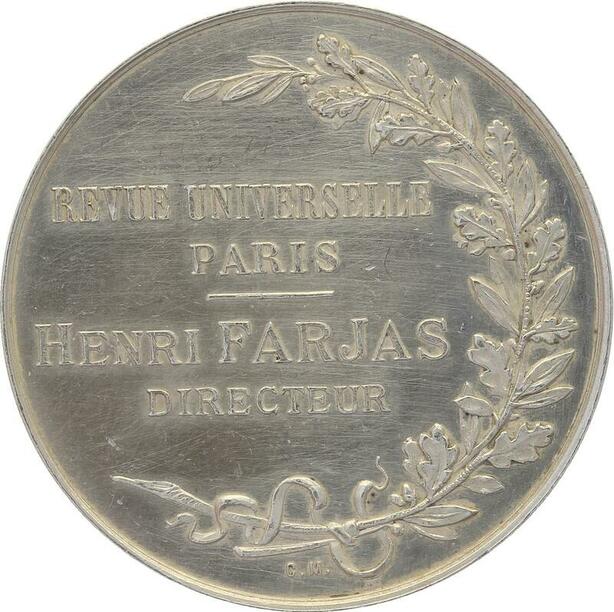 REVUE UNIVERSELLE
PARIS
HENRI FARJAS
DIRECTEUR
C.M.